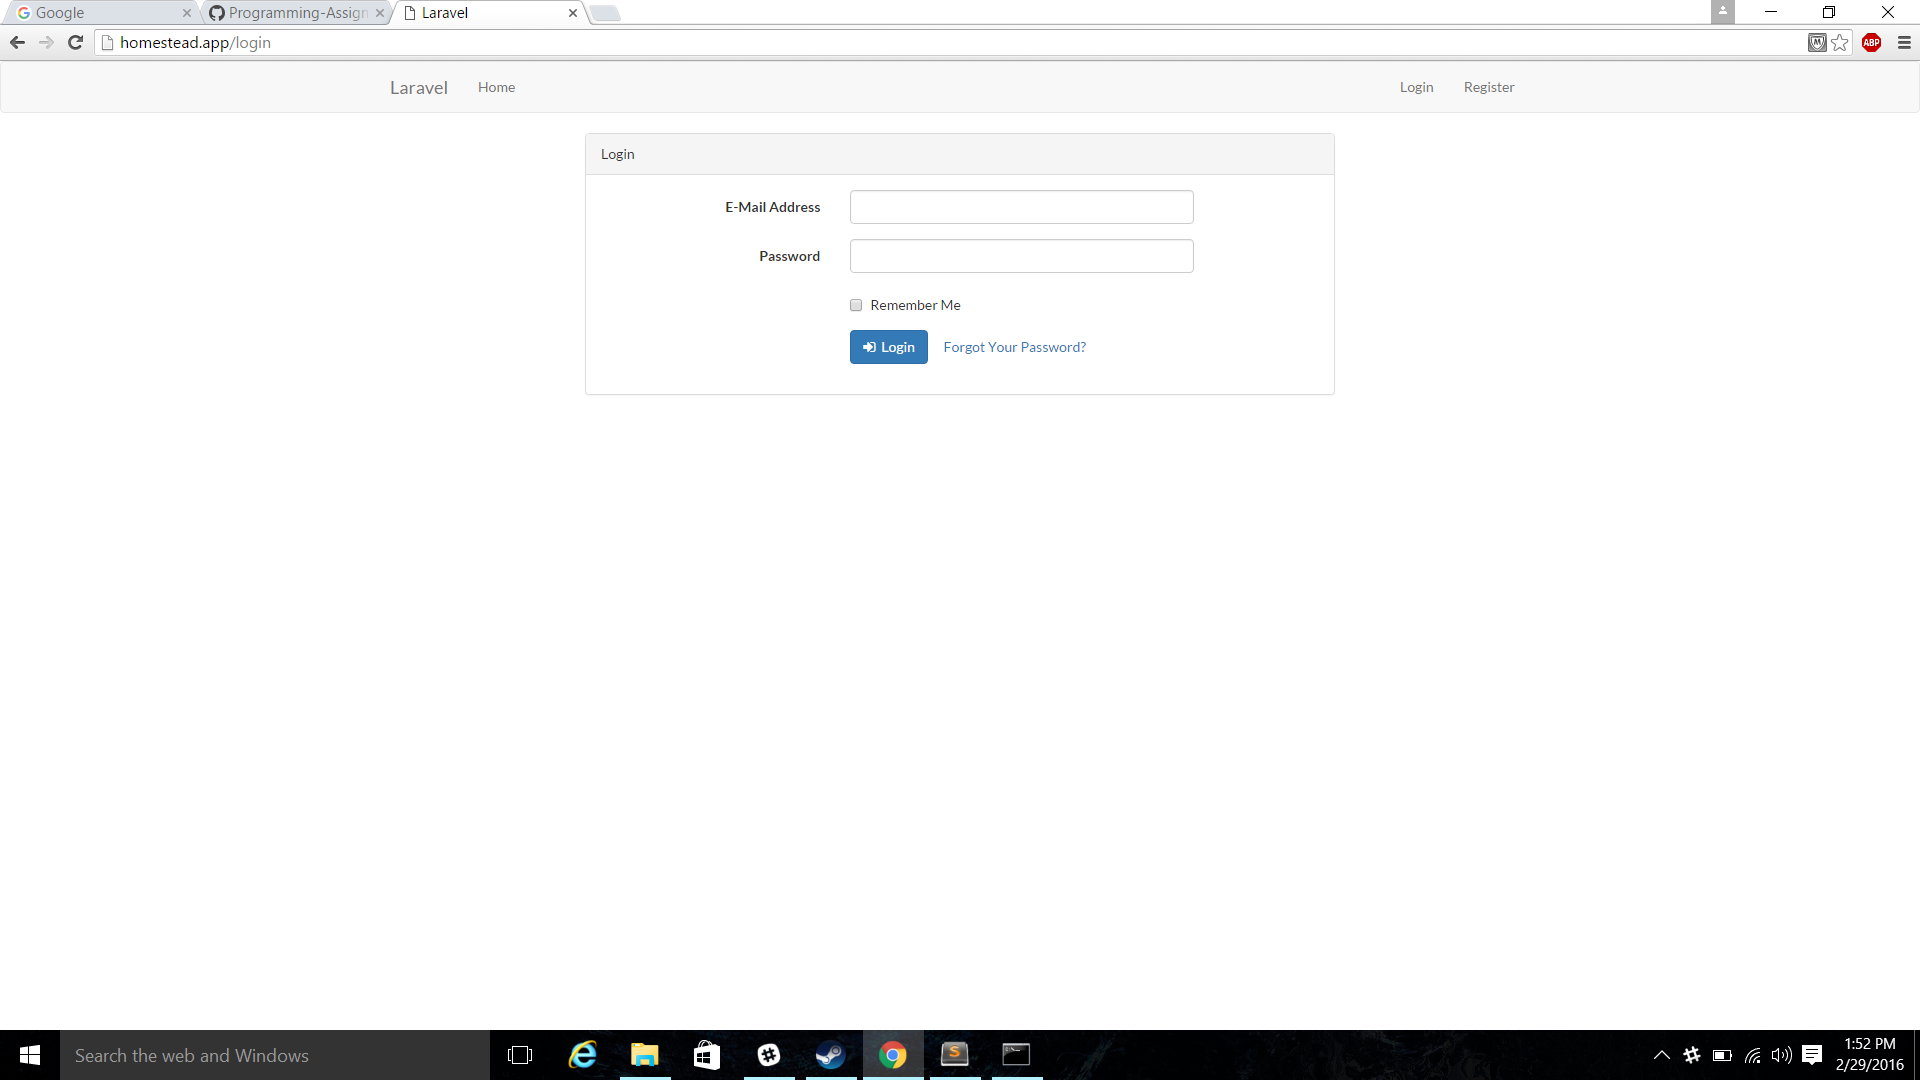 Google
Programming-Assign
Laravel
homestead.app/login
ABP
Laravel Home Login Register
Login
E-Mail Address
Password
Remember Me
Login Forgot Your Password?
Search the web and Windows
1:52 PM
2/29/2016